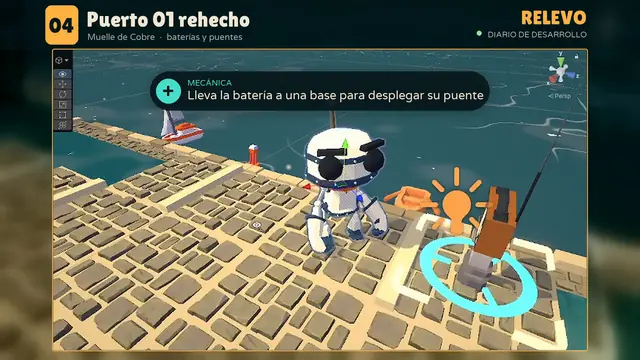 04
Puerto 01 rehecho
Muelle de Cobre · baterías y puentes
RELEVO
DIARIO DE DESARROLLO
MECÁNICA
Lleva la batería a una base para desplegar su puente
y
< Persp